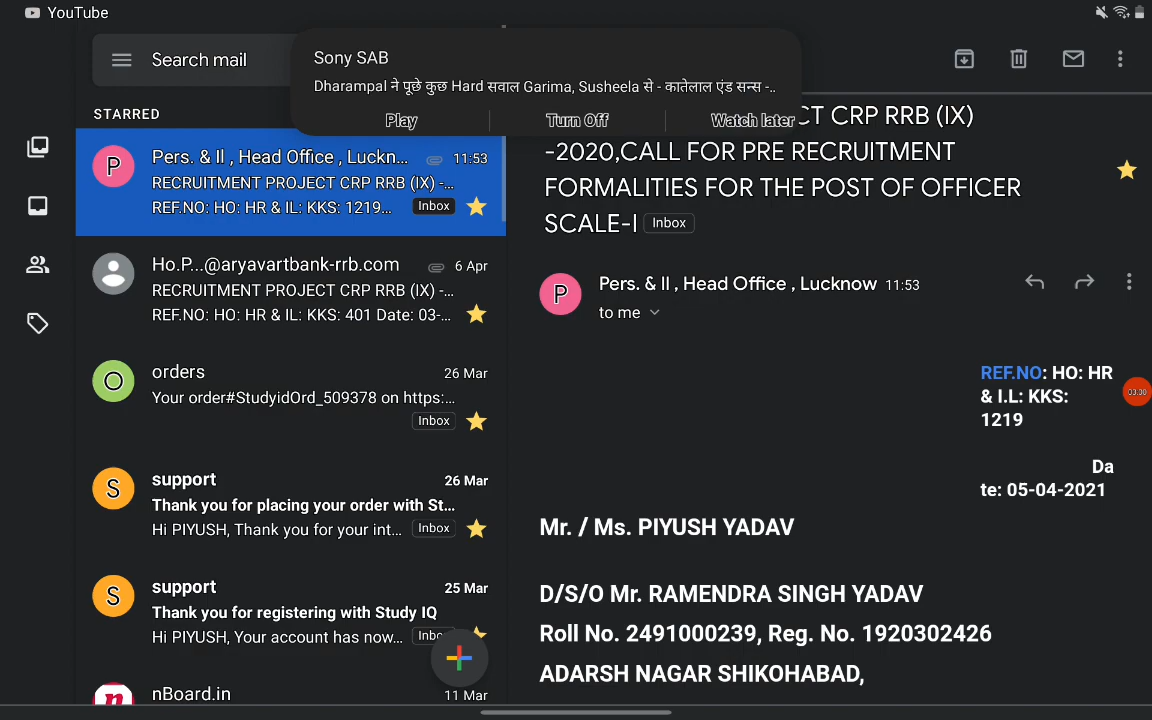 YouTube
Sony SAB
Dharampal ने पूछे कुछ Hard सवाल Garima, Susheela से - कातेलाल एंड सन्स -..
Play
Turn Off
Watch later
Search mail
STARRED
P
Pers. & Il , Head Office , Luckn...
11:53
RECRUITMENT PROJECT CRP RRB (IX) -...
REF.NO: HO: HR & IL: KKS: 1219...
Inbox
Ho.P...@aryavartbank-rrb.com
6 Apr
RECRUITMENT PROJECT CRP RRB (IX) -...
REF.NO: HO: HR & IL: KKS: 401 Date: 03-...
O
orders
26 Mar
Your order#StudyidOrd_509378 on https:...
Inbox
S
support
26 Mar
Thank you for placing your order with St...
Hi PIYUSH, Thank you for your int...
Inbox
S
support
25 Mar
Thank you for registering with Study IQ
Hi PIYUSH, Your account has now...
Inbo
n
nBoard.in
11 Mar
CT CRP RRB (IX)
-2020,CALL FOR PRE RECRUITMENT
FORMALITIES FOR THE POST OF OFFICER
SCALE-I
Inbox
P
Pers. & Il , Head Office , Lucknow
11:53
to me
REF.NO: HO: HR
& I.L: KKS:
1219
03:30
Da
te: 05-04-2021
Mr. / Ms. PIYUSH YADAV
D/S/O Mr. RAMENDRA SINGH YADAV
Roll No. 2491000239, Reg. No. 1920302426
ADARSH NAGAR SHIKOHABAD,